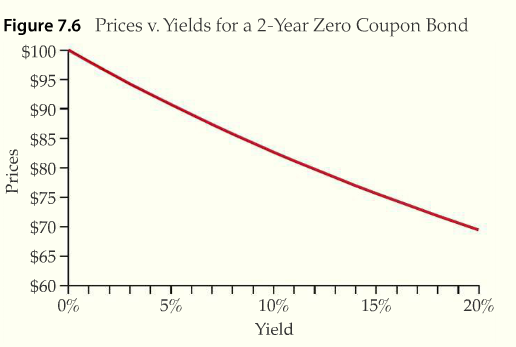 Figure 7.6 Prices v. Yields for a 2-Year Zero Coupon Bond
$100
$95
$90
$85
$80
$75
$70
$65
$60
Prices
0% 5% 10% 15% 20%
Yield